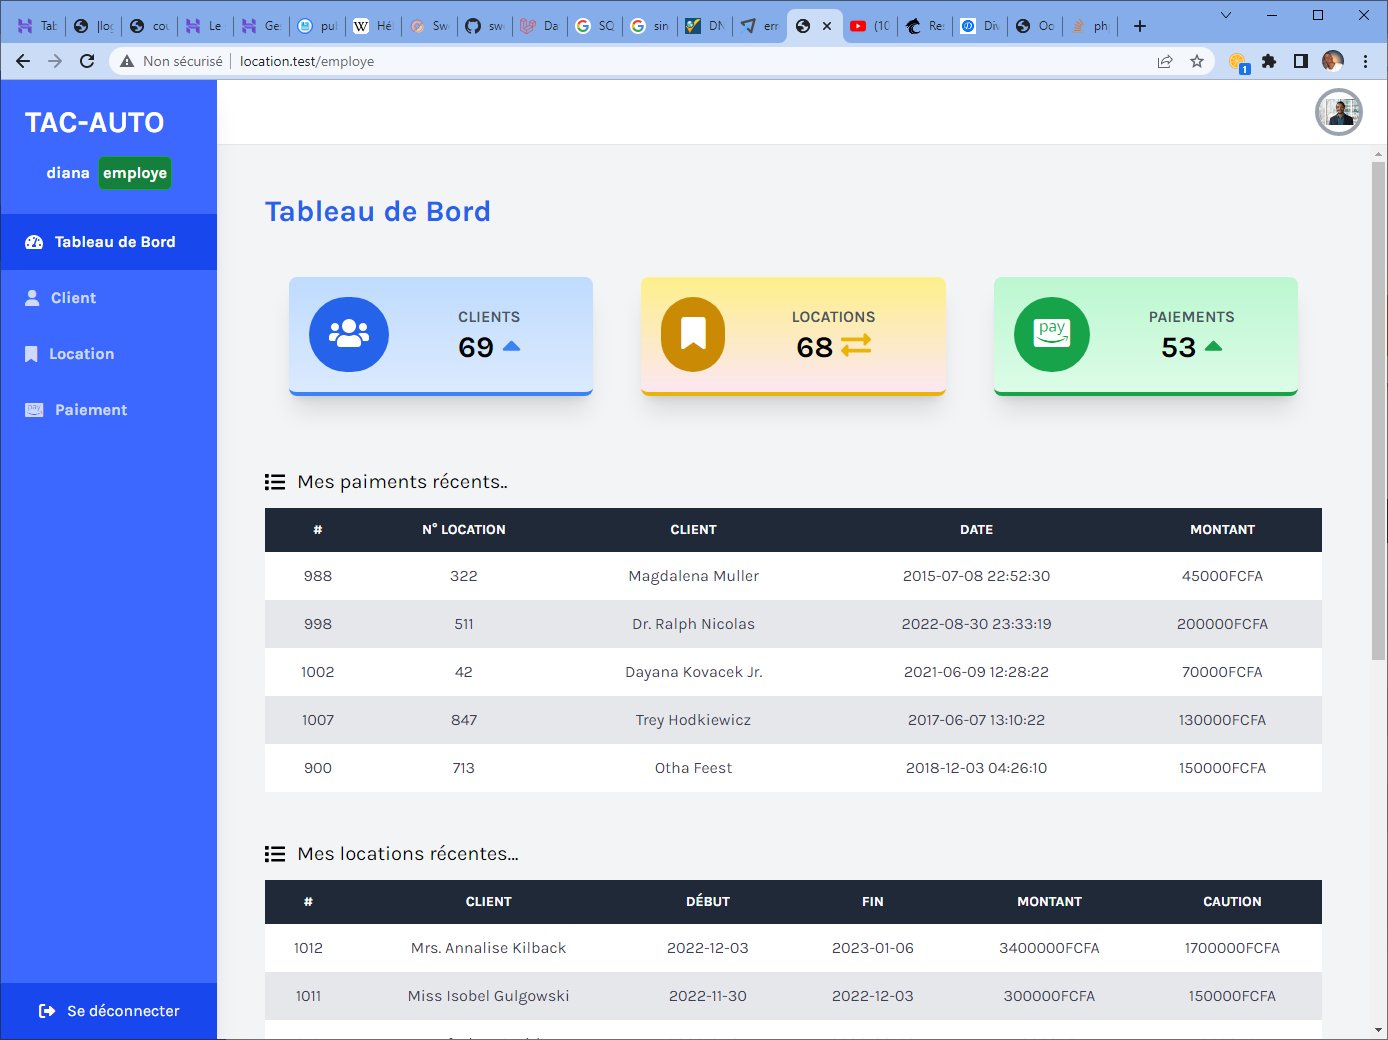 Tab
|log
cou
Le
Ge:
pul
W Hé
Sw
sw
Da
G SQ
G sin
DN
err
(10
Re:
Div
Oc
ph
Non sécurisé | location.test/employe
1
TAC-AUTO
diana employe
Tableau de Bord
Client
Location
Paiement
Se déconnecter
Tableau de Bord
CLIENTS
69
LOCATIONS
68
pay
PAIEMENTS
53
Mes paiments récents..
# N° LOCATION CLIENT DATE MONTANT
988 322 Magdalena Muller 2015-07-08 22:52:30 45000FCFA
998 511 Dr. Ralph Nicolas 2022-08-30 23:33:19 200000FCFA
1002 42 Dayana Kovacek Jr. 2021-06-09 12:28:22 70000FCFA
1007 847 Trey Hodkiewicz 2017-06-07 13:10:22 130000FCFA
900 713 Otha Feest 2018-12-03 04:26:10 150000FCFA
Mes locations récentes...
# CLIENT DÉBUT FIN MONTANT CAUTION
1012 Mrs. Annalise Kilback 2022-12-03 2023-01-06 3400000FCFA 1700000FCFA
1011 Miss Isobel Gulgowski 2022-11-30 2022-12-03 300000FCFA 150000FCFA